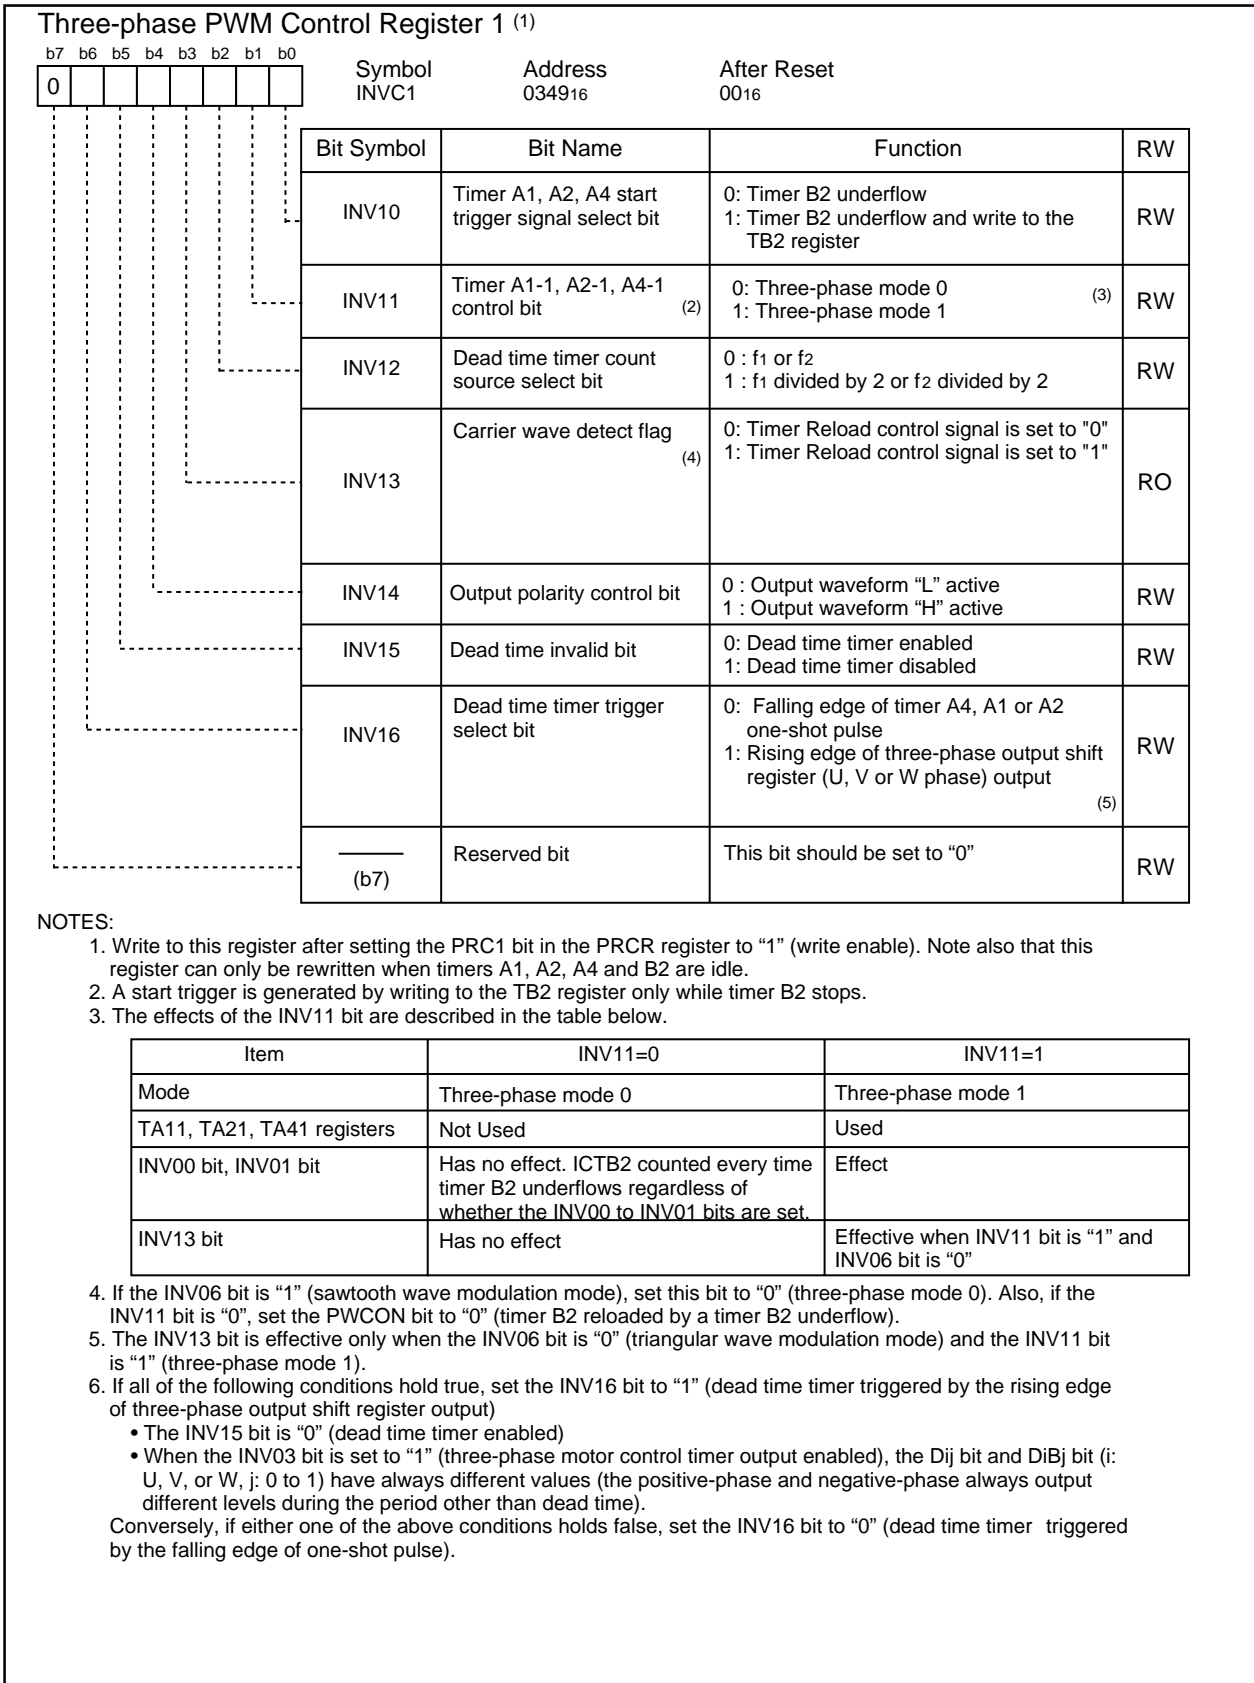 Three-phase PWM Control Register 1 (1)
b7 b6 b5 b4 b3 b2 b1 b0
Symbol Address After Reset
0
INVC1 034916 0016
Bit Symbol Bit Name Function RW
INV10
Timer A1, A2, A4 start
trigger signal select bit
0: Timer B2 underflow
1: Timer B2 underflow and write to the
TB2 register
RW
INV11
Timer A1-1, A2-1, A4-1
control bit (2)
0: Three-phase mode 0 (3)
1: Three-phase mode 1
RW
INV12
Dead time timer count
source select bit
0 : f1 or f2
1 : f1 divided by 2 or f2 divided by 2
RW
INV13
Carrier wave detect flag
(4)
0: Timer Reload control signal is set to "0"
1: Timer Reload control signal is set to "1"
RO
INV14
Output polarity control bit
0 : Output waveform “L” active
1 : Output waveform “H” active
RW
INV15
Dead time invalid bit
0: Dead time timer enabled
1: Dead time timer disabled
RW
INV16
Dead time timer trigger
select bit
0: Falling edge of timer A4, A1 or A2
one-shot pulse
1: Rising edge of three-phase output shift
register (U, V or W phase) output
(5)
RW
(b7)
Reserved bit
This bit should be set to “0”
RW
NOTES:
1. Write to this register after setting the PRC1 bit in the PRCR register to “1” (write enable). Note also that this
register can only be rewritten when timers A1, A2, A4 and B2 are idle.
2. A start trigger is generated by writing to the TB2 register only while timer B2 stops.
3. The effects of the INV11 bit are described in the table below.
Item INV11=0 INV11=1
Mode Three-phase mode 0 Three-phase mode 1
TA11, TA21, TA41 registers Not Used Used
INV00 bit, INV01 bit
Has no effect. ICTB2 counted every time
timer B2 underflows regardless of
whether the INV00 to INV01 bits are set.
Effect
INV13 bit
Has no effect
Effective when INV11 bit is “1” and
INV06 bit is “0”
4. If the INV06 bit is “1” (sawtooth wave modulation mode), set this bit to “0” (three-phase mode 0). Also, if the
INV11 bit is “0”, set the PWCON bit to “0” (timer B2 reloaded by a timer B2 underflow).
5. The INV13 bit is effective only when the INV06 bit is “0” (triangular wave modulation mode) and the INV11 bit
is “1” (three-phase mode 1).
6. If all of the following conditions hold true, set the INV16 bit to “1” (dead time timer triggered by the rising edge
of three-phase output shift register output)
• The INV15 bit is “0” (dead time timer enabled)
• When the INV03 bit is set to “1” (three-phase motor control timer output enabled), the Dij bit and DiBj bit (i:
U, V, or W, j: 0 to 1) have always different values (the positive-phase and negative-phase always output
different levels during the period other than dead time).
Conversely, if either one of the above conditions holds false, set the INV16 bit to “0” (dead time timer triggered
by the falling edge of one-shot pulse).